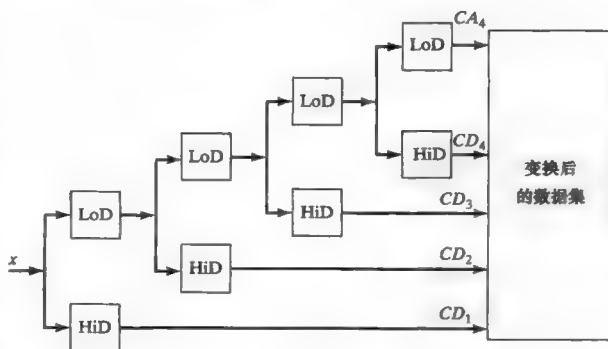 LoD
CA₄
LoD
HiD
CD₄
LoD
HiD
CD₃
LoD
HiD
CD₂
x
HiD
CD₁
变换后
的数据集